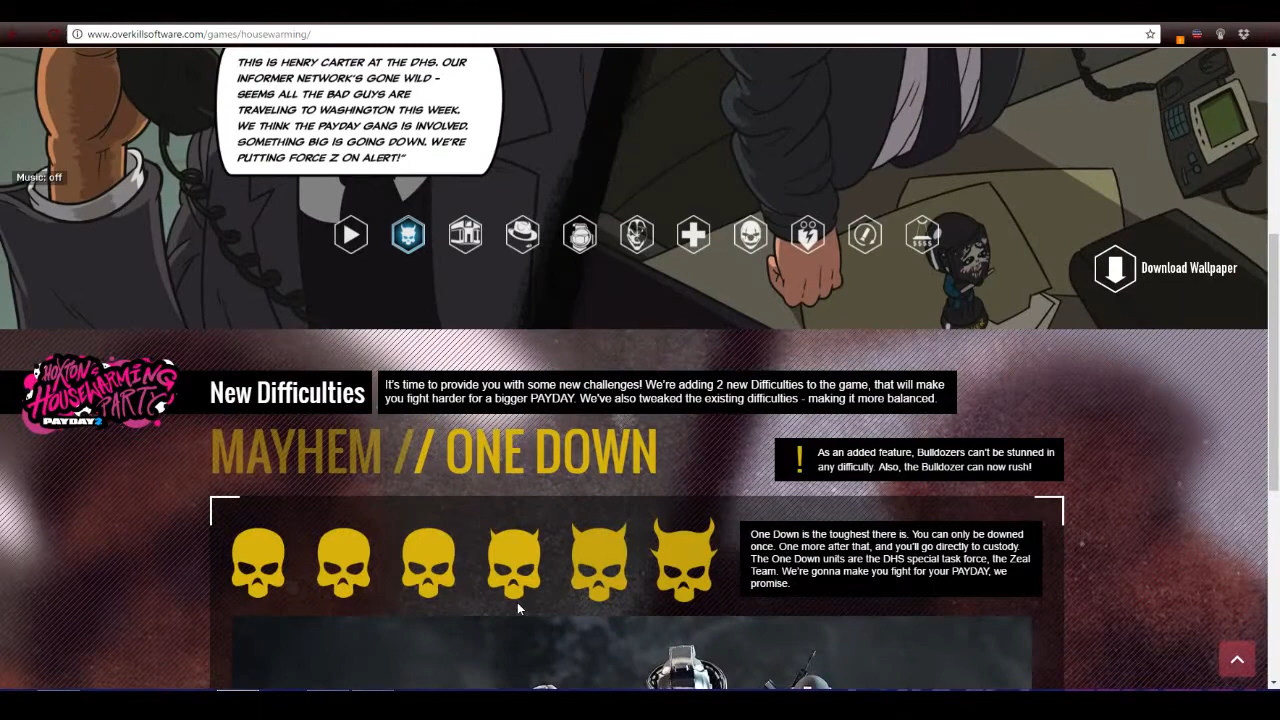 www.overkillsoftware.com/games/housewarming/
THIS IS HENRY CARTER AT THE DHS. OUR
INFORMER NETWORK'S GONE WILD -
SEEMS ALL THE BAD GUYS ARE
TRAVELING TO WASHINGTON THIS WEEK.
WE THINK THE PAYDAY GANG IS INVOLVED.
SOMETHING BIG IS GOING DOWN. WE'RE
PUTTING FORCE Z ON ALERT!"
Music: off
$$$$
Download Wallpaper
HOXTON'S
HOUSEWARMING
PARTY
PAYDAY 2
New Difficulties
It's time to provide you with some new challenges! We're adding 2 new Difficulties to the game, that will make
you fight harder for a bigger PAYDAY. We've also tweaked the existing difficulties - making it more balanced.
MAYHEM // ONE DOWN
! As an added feature, Bulldozers can't be stunned in
any difficulty. Also, the Bulldozer can now rush!
One Down is the toughest there is. You can only be downed
once. One more after that, and you'll go directly to custody.
The One Down units are the DHS special task force, the Zeal
Team. We're gonna make you fight for your PAYDAY, we
promise.